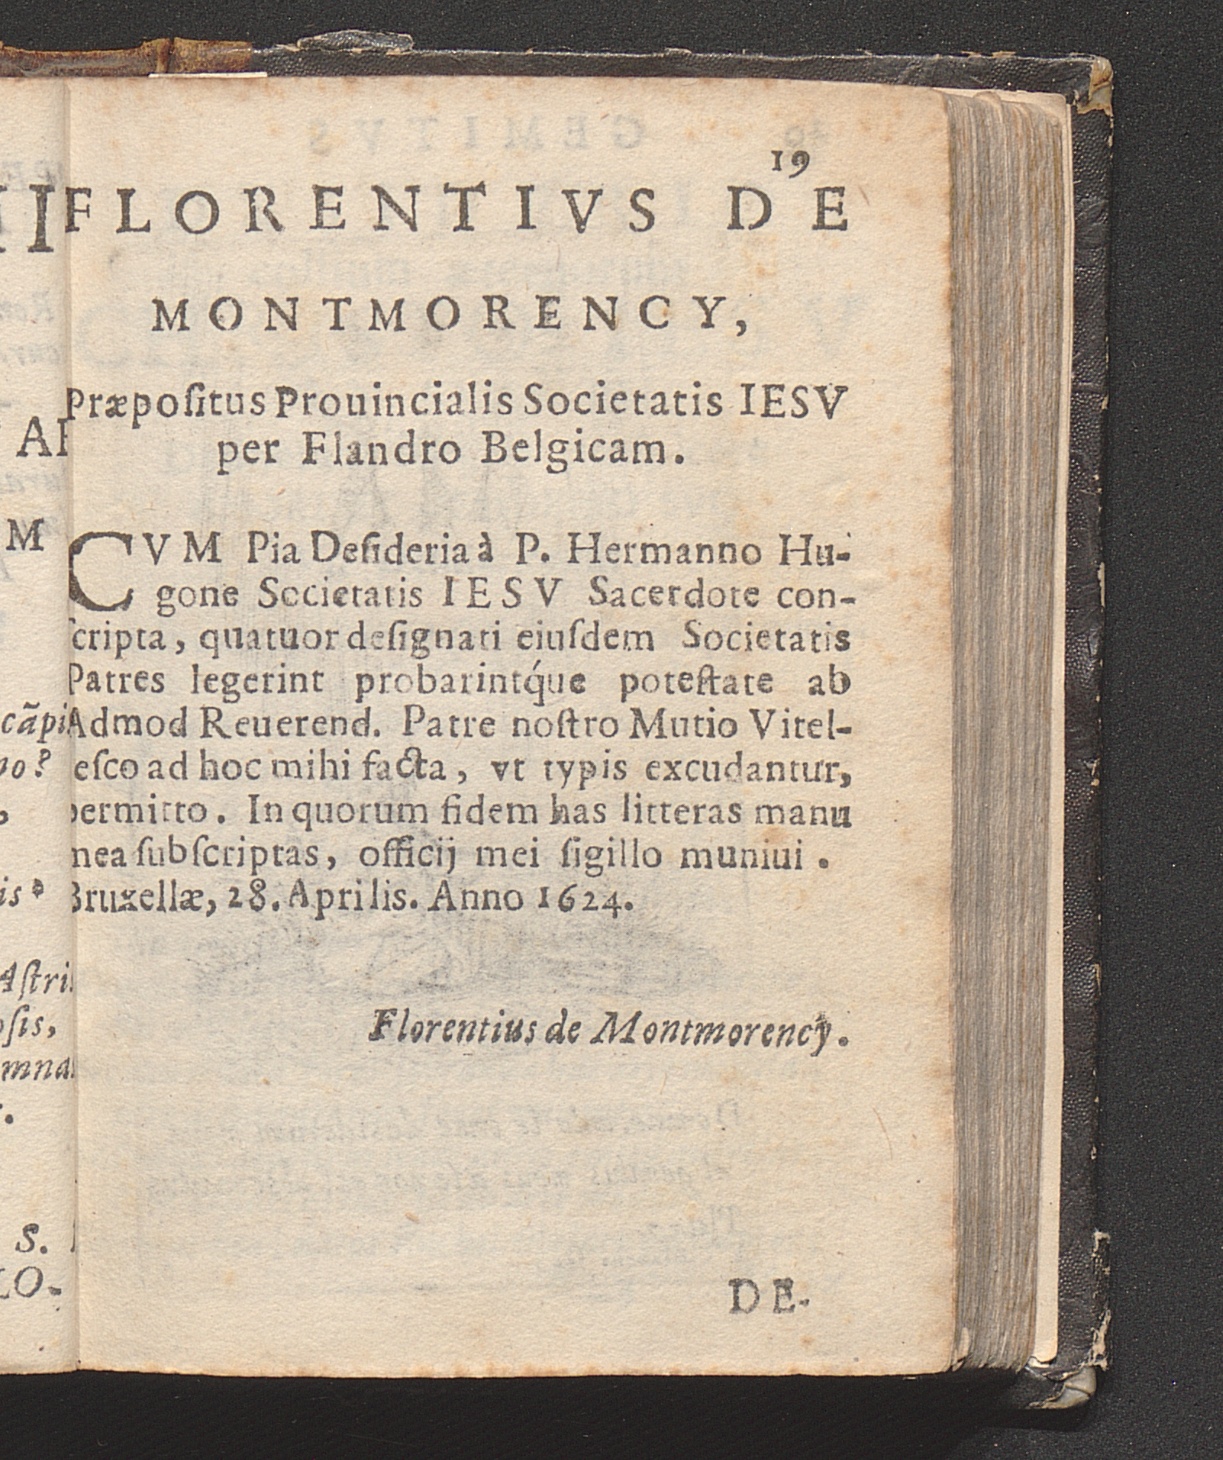 19
FLORENTIVS DE
MONTMORENCY,
Præpoſitus Prouincialis Societatis IESV
per Flandro Belgicam.
CVM Pia Deſideria à P. Hermanno Hu-
gone Societatis IESV Sacerdote con-
ſcripta, quatuor deſignati eiuſdem Societatis
Patres legerint probarintq́ue poteſtate ab
Admod Reuerend. Patre noſtro Mutio Vitel-
eſco ad hoc mihi facta, vt typis excudantur,
permitto. In quorum fidem has litteras manu
mea ſubſcriptas, officij mei ſigillo muniui.
Bruxellæ, 28. Aprilis. Anno 1624.
Florentius de Montmorency.
DE-